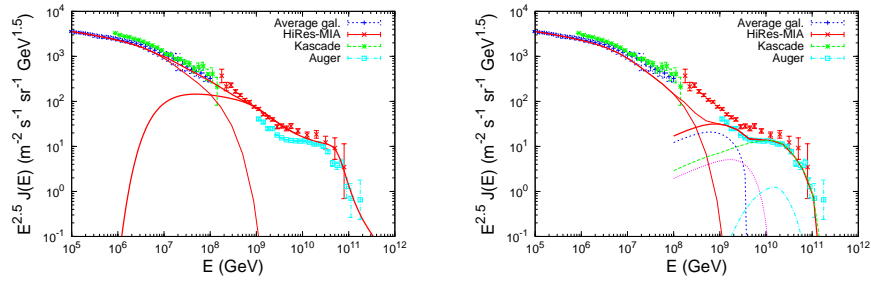 Average gal.
HiRes-MIA
Kascade
Auger
10^4
10^3
10^2
10^1
10^0
10^-1
10^5 10^6 10^7 10^8 10^9 10^10 10^11 10^12
E (GeV)
E^2.5 J(E) (m^-2 s^-1 sr^-1 GeV^1.5)
Average gal.
HiRes-MIA
Kascade
Auger
10^4
10^3
10^2
10^1
10^0
10^-1
10^5 10^6 10^7 10^8 10^9 10^10 10^11 10^12
E (GeV)
E^2.5 J(E) (m^-2 s^-1 sr^-1 GeV^1.5)